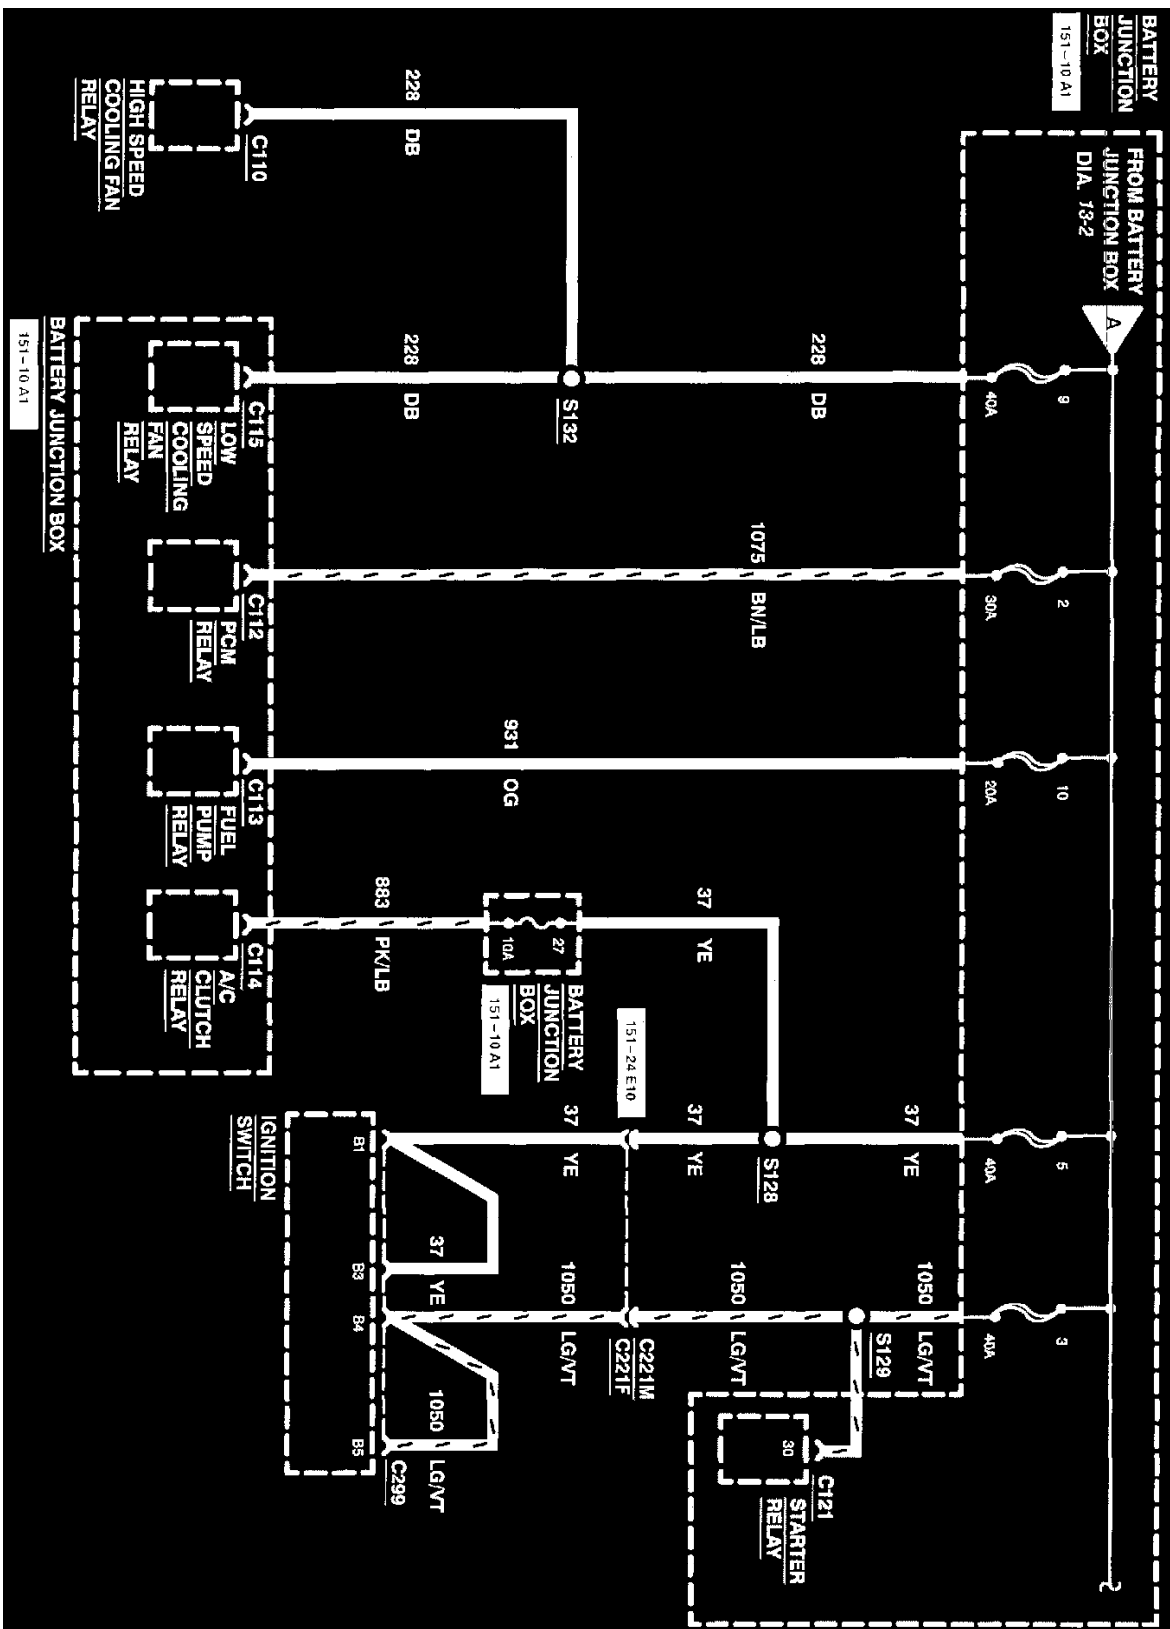 BATTERY
JUNCTION
BOX
151-10 A1
FROM BATTERY
JUNCTION BOX
DIA. 13-2
A
9
40A
2
30A
10
20A
5
40A
3
40A
228
DB
1075
BN/LB
37
YE
1050
LG/VT
S129
C121
30
STARTER
RELAY
S128
37
YE
37
YE
1050
LG/VT
151-24 E10
C221M
C221F
S132
BATTERY
JUNCTION
BOX
151-10 A1
27
10A
931
OG
37
YE
1050
LG/VT
228
DB
228
DB
883
PK/LB
37
YE
1050
LG/VT
C299
B1
B3
B4
B5
IGNITION
SWITCH
C110
HIGH SPEED
COOLING FAN
RELAY
C115
LOW
SPEED
COOLING
FAN
RELAY
C112
PCM
RELAY
C113
FUEL
PUMP
RELAY
C114
A/C
CLUTCH
RELAY
BATTERY JUNCTION BOX
151-10 A1